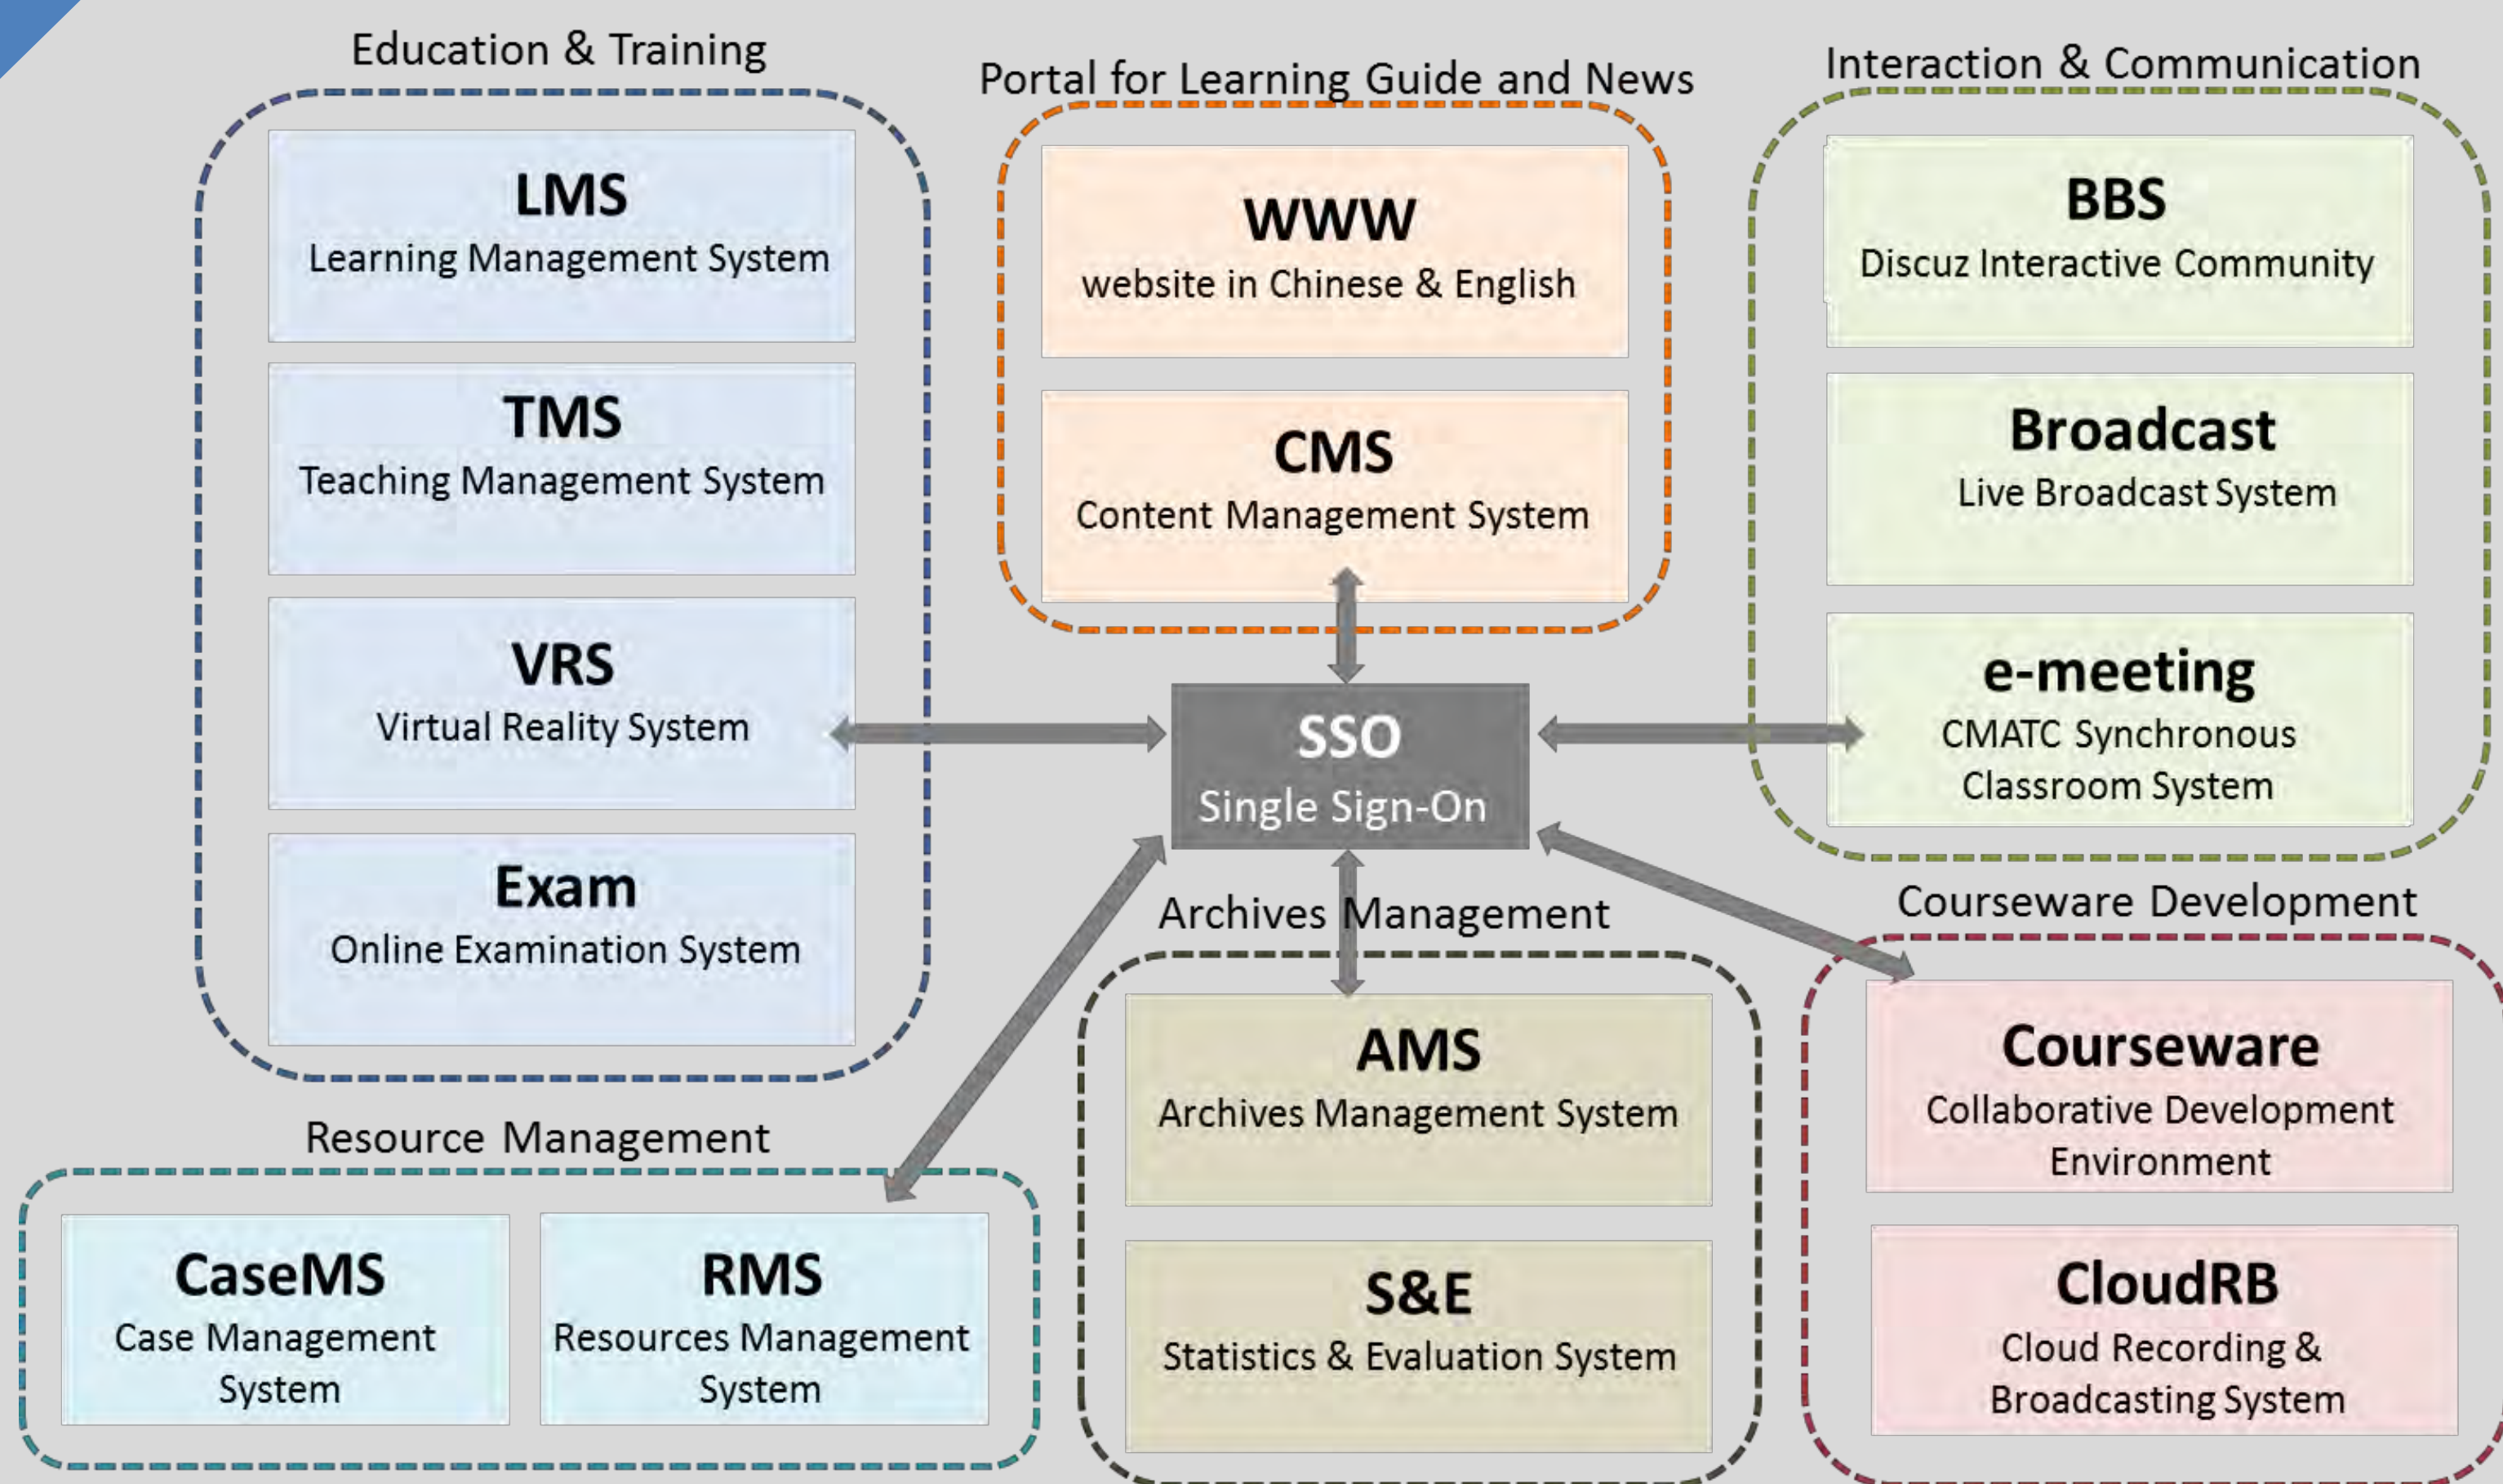 Education & Training
LMS
Learning Management System
TMS
Teaching Management System
VRS
Virtual Reality System
Exam
Online Examination System
Portal for Learning Guide and News
WWW
website in Chinese & English
CMS
Content Management System
Interaction & Communication
BBS
Discuz Interactive Community
Broadcast
Live Broadcast System
e-meeting
CMATC Synchronous
Classroom System
SSO
Single Sign-On
Resource Management
CaseMS
Case Management
System
RMS
Resources Management
System
Archives Management
AMS
Archives Management System
S&E
Statistics & Evaluation System
Courseware Development
Courseware
Collaborative Development
Environment
CloudRB
Cloud Recording &
Broadcasting System